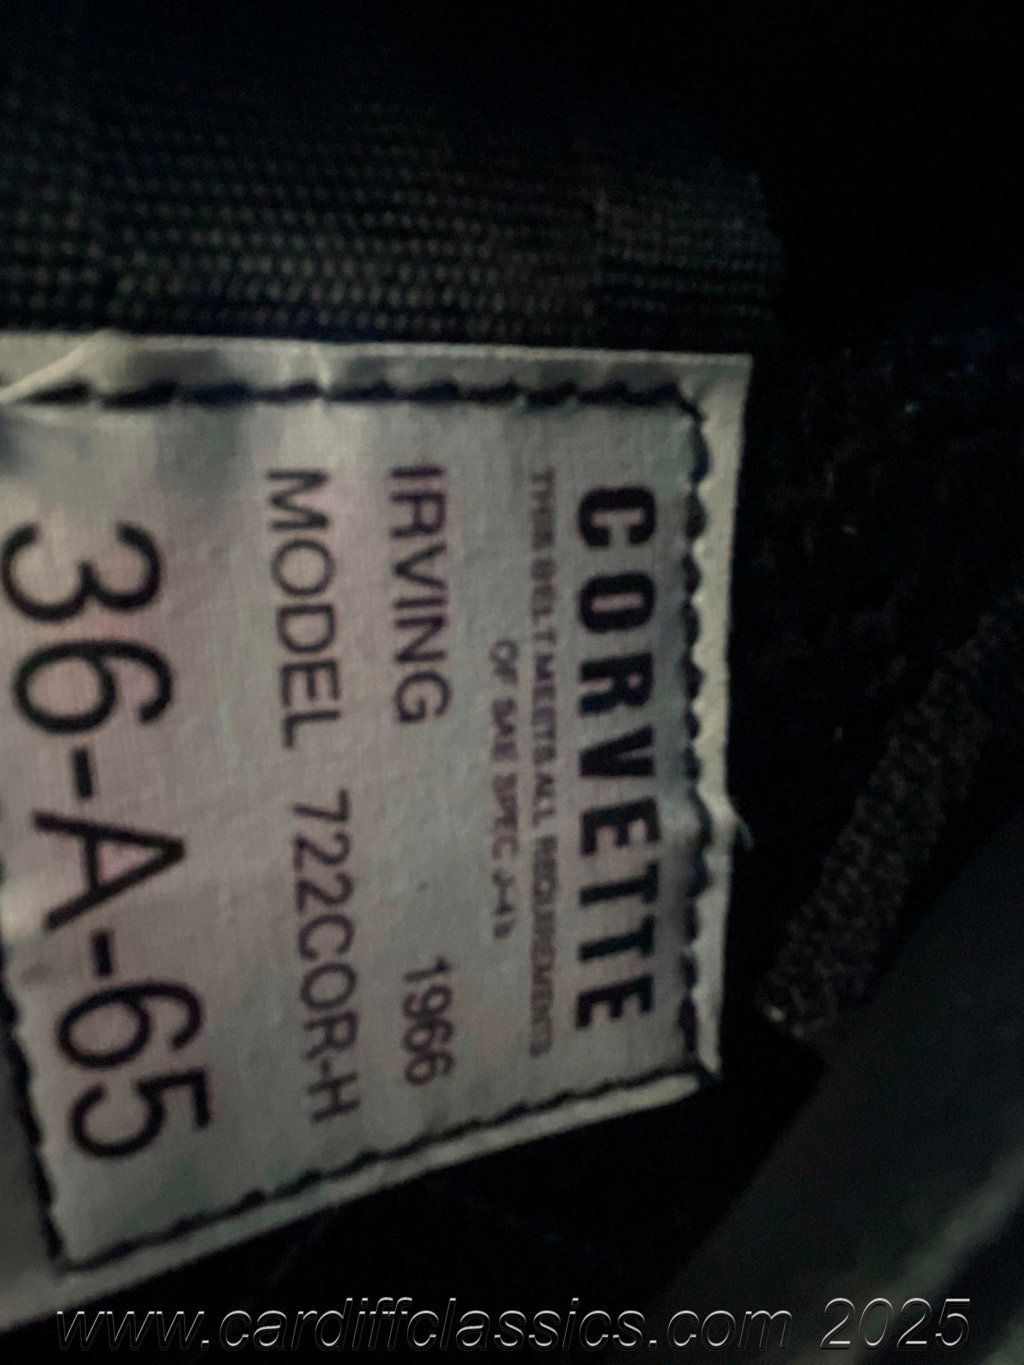 CORVETTE
THIS BELT MEETS ALL REQUIREMENTS
OF SAE SPEC J-4
IRVING 1966
MODEL 722COR-H
36-A-65
www.cardiffclassics.com 2025